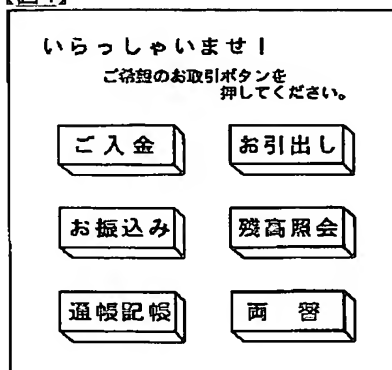 いらっしゃいませ！
ご希望のお取引ボタンを
押してください。
ご入金
お引出し
お振込み
残高照会
通帳記帳
両替